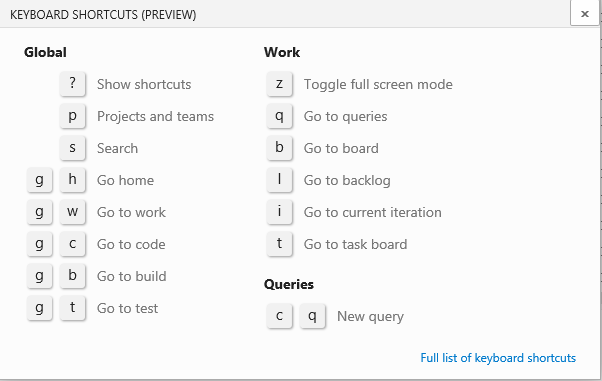 KEYBOARD SHORTCUTS (PREVIEW)
×
Global
? Show shortcuts
p Projects and teams
s Search
g h Go home
g w Go to work
g c Go to code
g b Go to build
g t Go to test
Work
z Toggle full screen mode
q Go to queries
b Go to board
l Go to backlog
i Go to current iteration
t Go to task board
Queries
c q New query
Full list of keyboard shortcuts